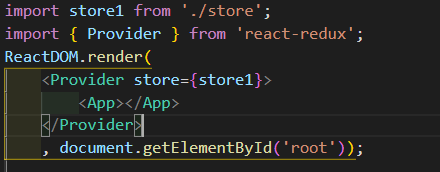 import store1 from './store';
import { Provider } from 'react-redux';
ReactDOM.render(
    <Provider store={store1}>
        <App></App>
    </Provider>
    , document.getElementById('root'));